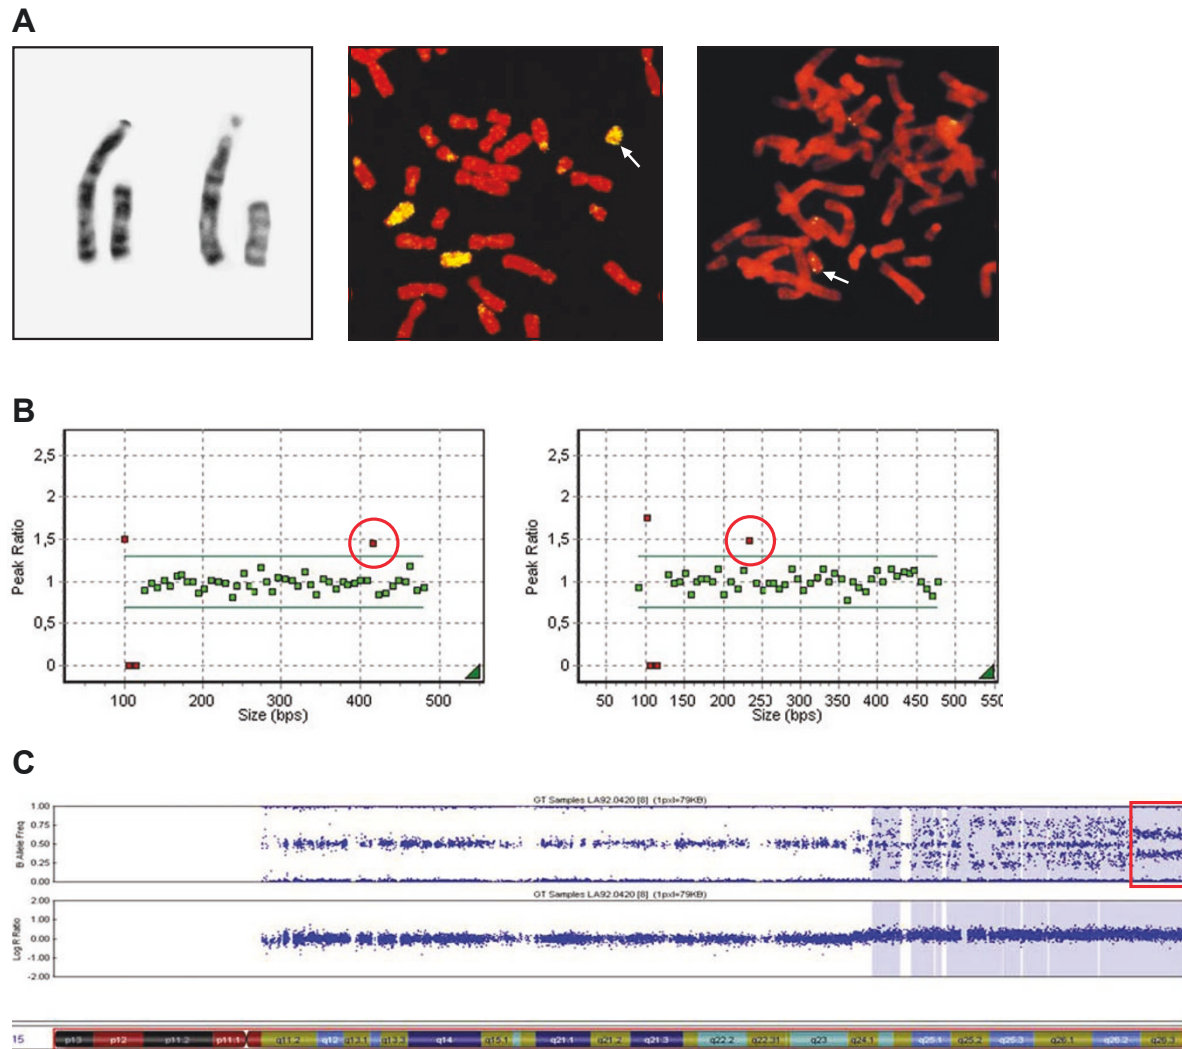 A
B
2,5
2
1,5
1
0,5
0
Peak Ratio
100 200 300 400 500
Size (bps)
2,5
2
1,5
1
0,5
0
Peak Ratio
50 100 150 200 250 300 350 400 450 500 550
Size (bps)
C
GT Samples LA92.0420 [8] (1pxl=79KB)
1.00
0.75
0.50
0.25
0.00
B Allele Freq
GT Samples LA92.0420 [8] (1pxl=79KB)
2.00
1.00
0.00
-1.00
-2.00
Log R Ratio
15 p13 p12 p11.2 p11.1 q11.2 q12 q13.1 q13.3 q14 q15.1 q21.1 q21.2 q21.3 q22.2 q22.31 q23 q24.1 q25.1 q25.2 q25.3 q26.1 q26.2 q26.3